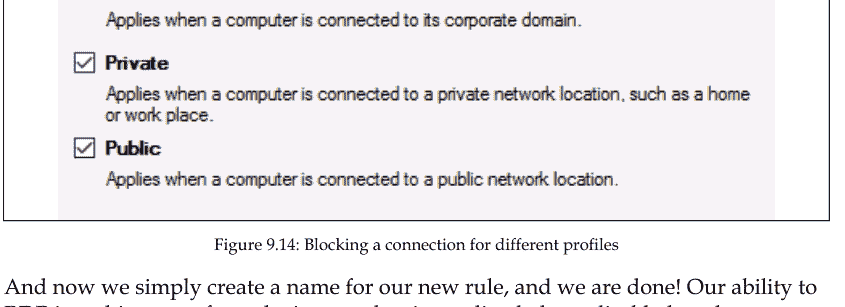 Applies when a computer is connected to its corporate domain.
Private
Applies when a computer is connected to a private network location, such as a home
or work place.
Public
Applies when a computer is connected to a public network location.
Figure 9.14: Blocking a connection for different profiles
And now we simply create a name for our new rule, and we are done! Our ability to